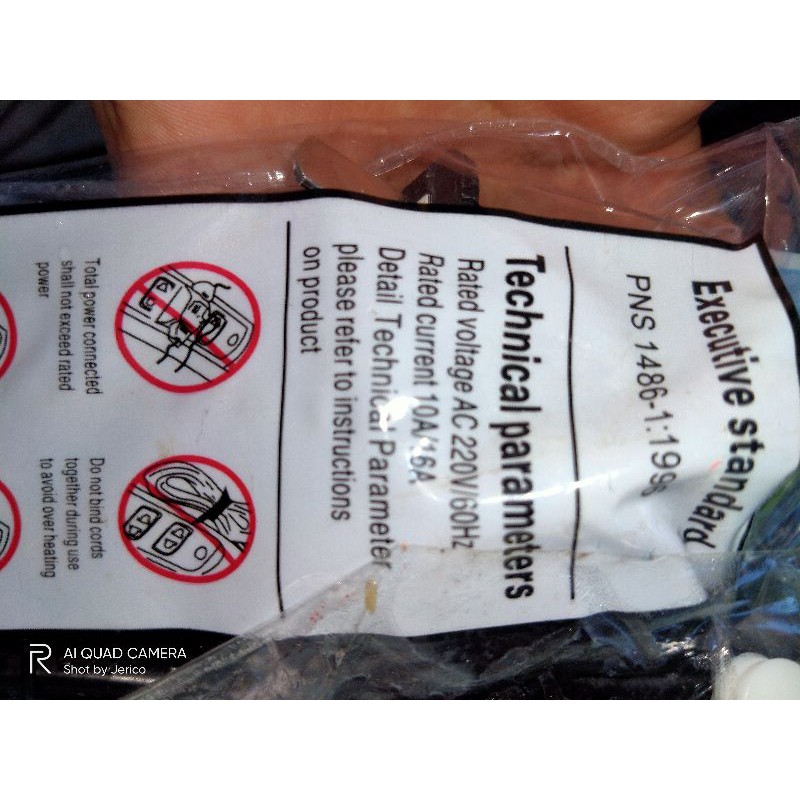 Executive standard
PNS 1486-1:1998
Technical parameters
Rated voltage AC 220V/60Hz
Rated current 10A/16A
Detail Technical Parameter
please refer to instructions
on product
Total power connected
shall not exceed rated
power
Do not bind cords
together during use
to avoid over heating
AI QUAD CAMERA
Shot by Jerico